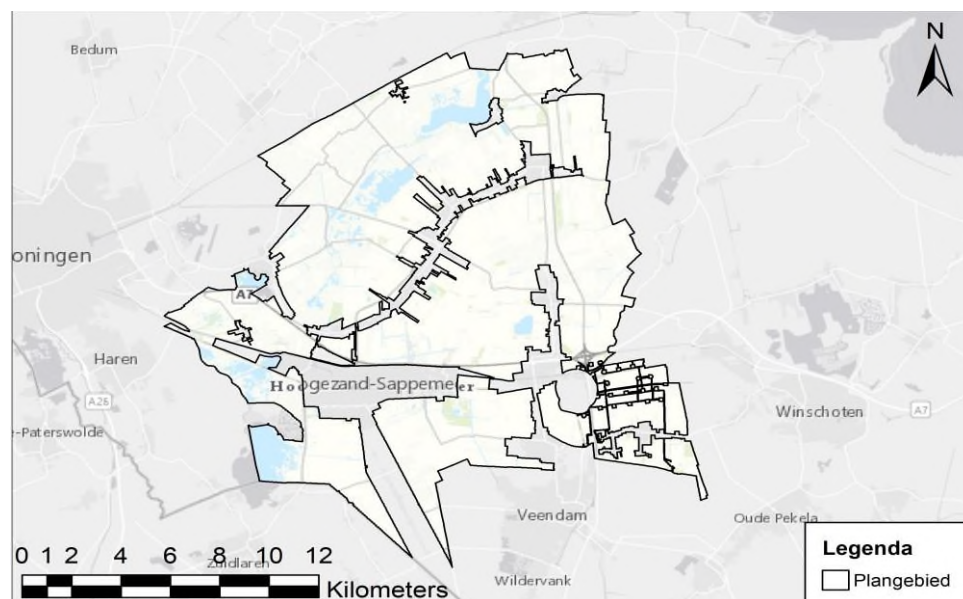 Bedum
N
oningen
A7
Haren
Hoogezand-Sappemeer
A28
Winschoten
A7
e-Paterswolde
Veendam
Oude Pekela
0 1 2 4 6 8 10 12
Kilometers
Zuidlaren
Wildervank
Legenda
Plangebied